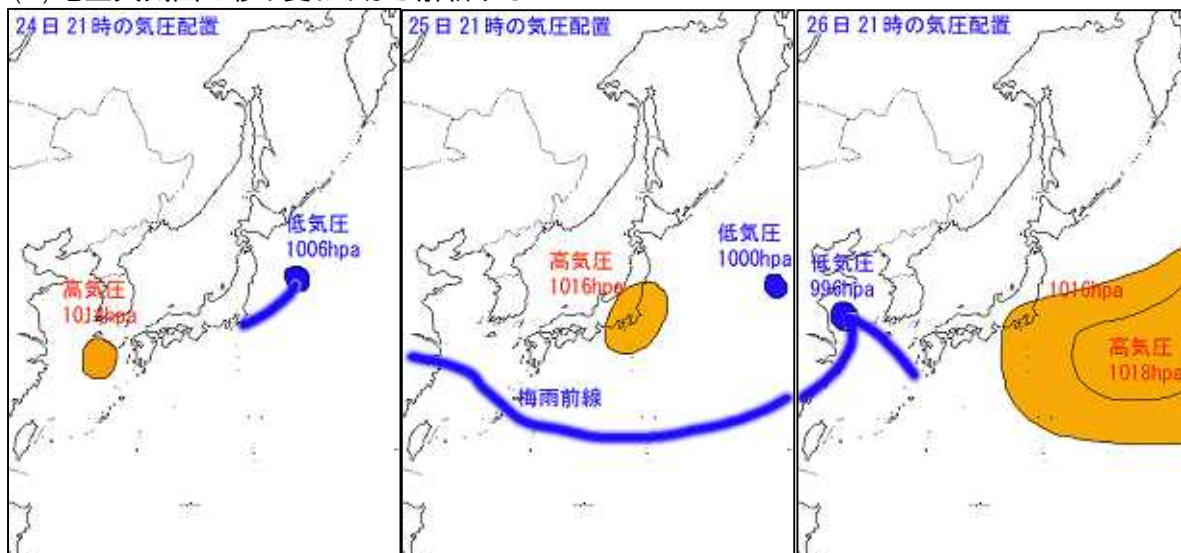 24日21時の気圧配置
低気圧
1006hpa
高気圧
1014hpa
25日21時の気圧配置
高気圧
1016hpa
低気圧
1000hpa
梅雨前線
26日21時の気圧配置
低気圧
996hpa
1016hpa
高気圧
1018hpa